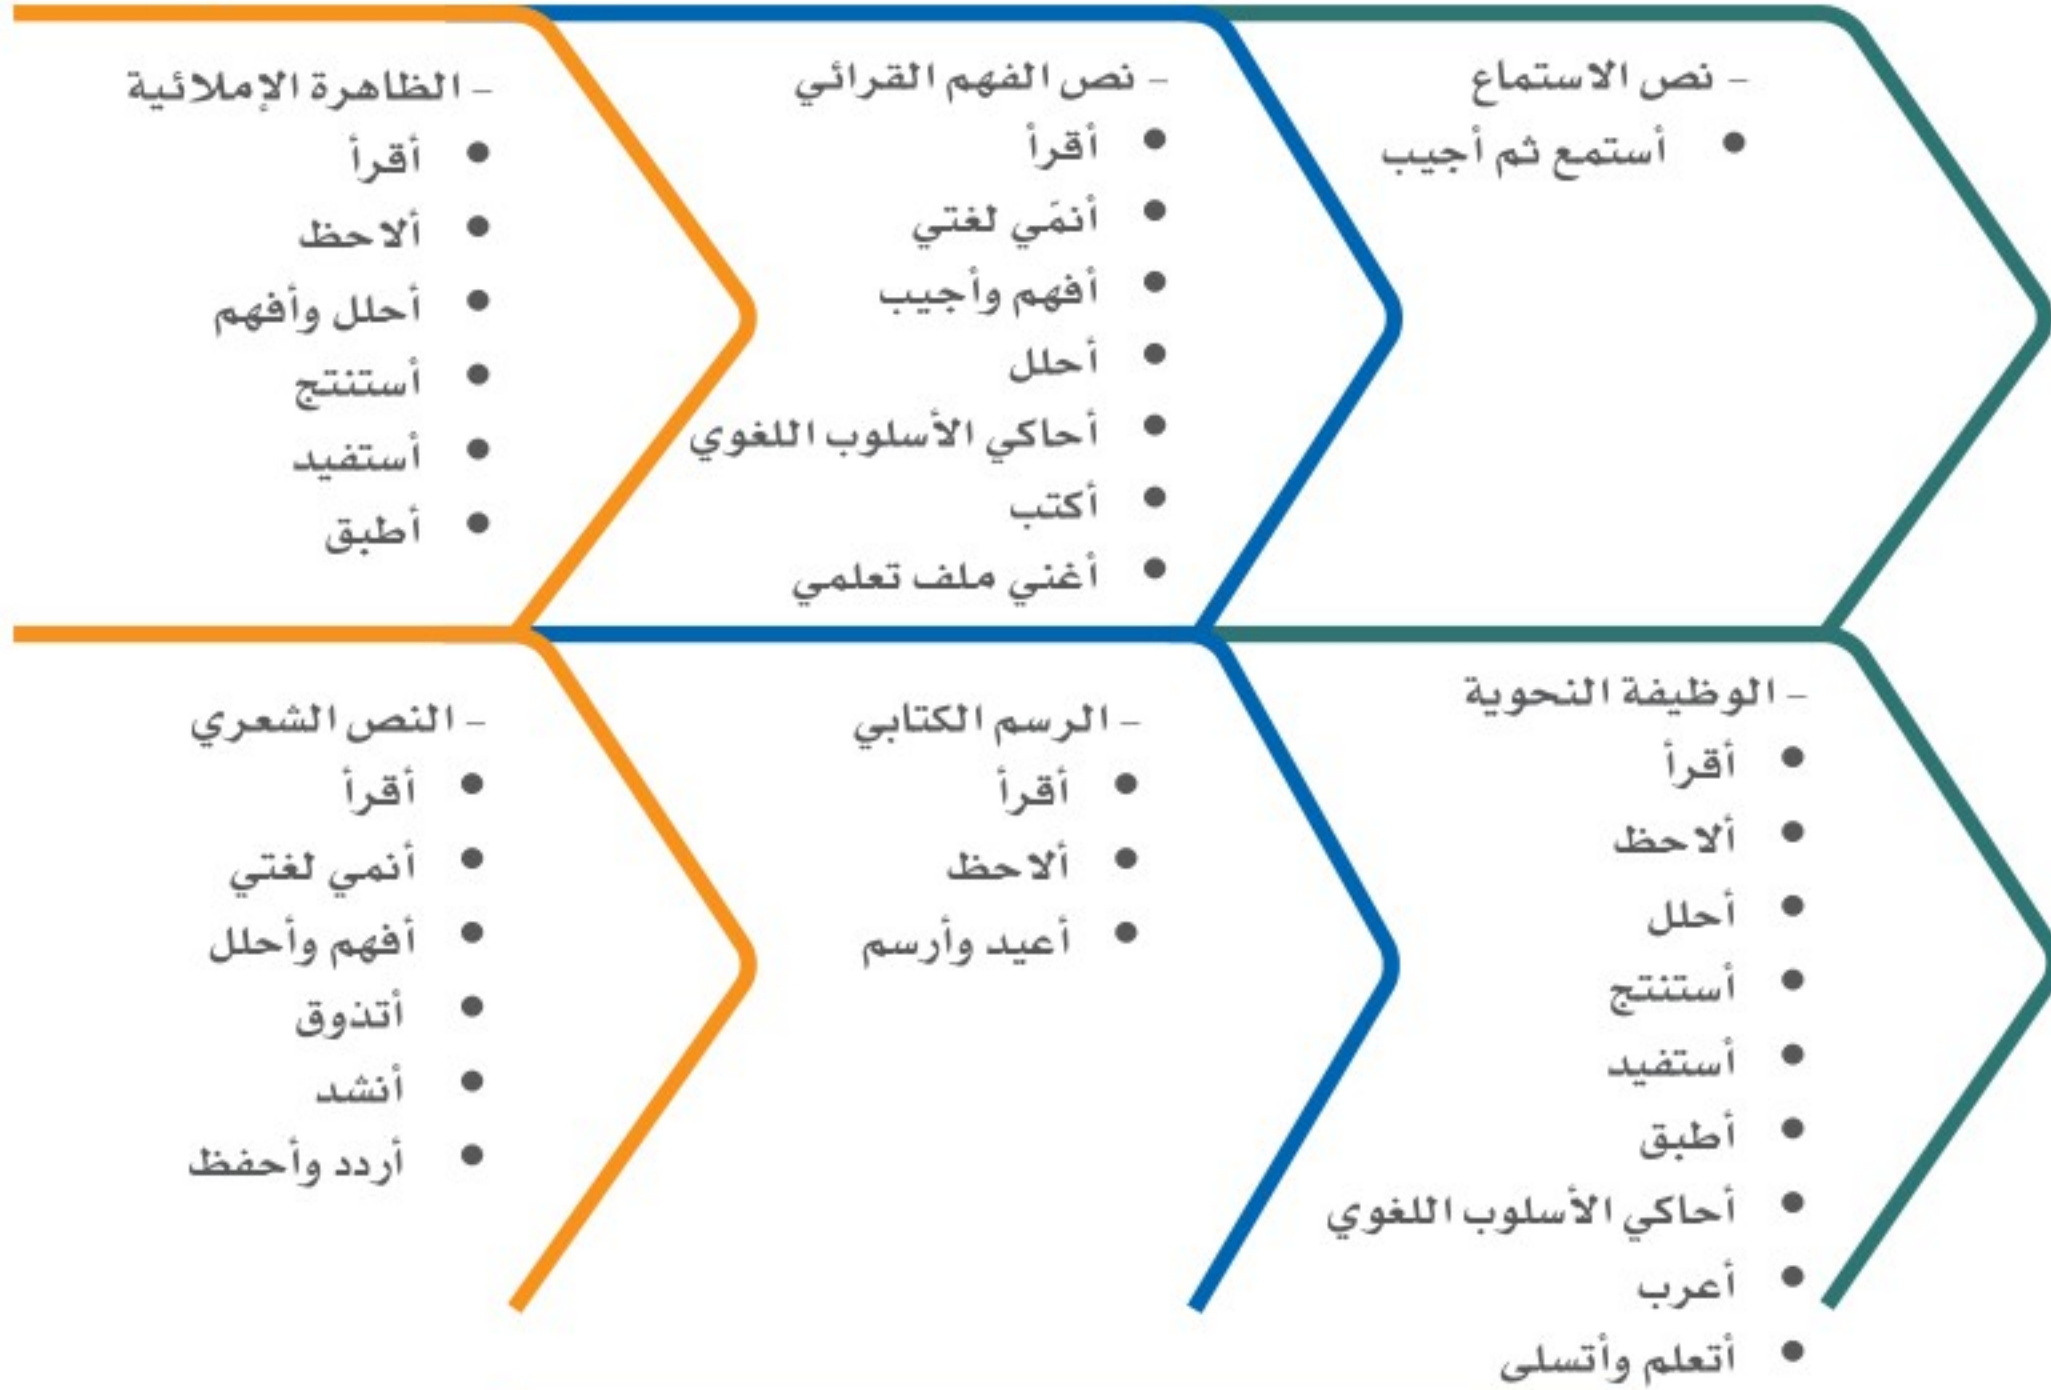 - نص الاستماع
• أستمع ثم أجيب
- نص الفهم القرائي
• أقرأ
• أنمّي لغتي
• أفهم وأجيب
• أحلل
• أحاكي الأسلوب اللغوي
• أكتب
• أغني ملف تعلمي
- الظاهرة الإملائية
• أقرأ
• ألاحظ
• أحلل وأفهم
• أستنتج
• أستفيد
• أطبق
- الوظيفة النحوية
• أقرأ
• ألاحظ
• أحلل
• أستنتج
• أستفيد
• أطبق
• أحاكي الأسلوب اللغوي
• أعرب
• أتعلم وأتسلى
- الرسم الكتابي
• أقرأ
• ألاحظ
• أعيد وأرسم
- النص الشعري
• أقرأ
• أنمي لغتي
• أفهم وأحلل
• أتذوق
• أنشد
• أردد وأحفظ